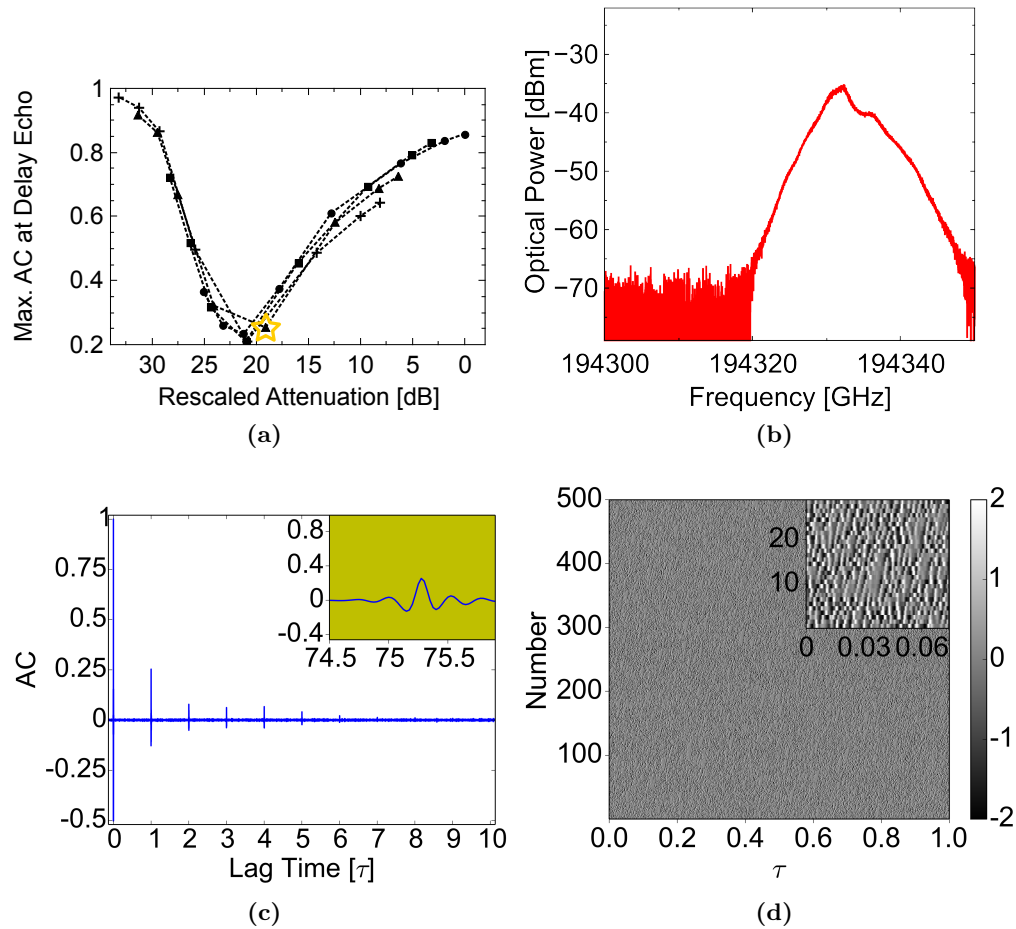 Max. AC at Delay Echo
1
0.8
0.6
0.4
0.2
30 25 20 15 10 5 0
Rescaled Attenuation [dB]
(a)
Optical Power [dBm]
−30
−40
−50
−60
−70
194300 194320 194340
Frequency [GHz]
(b)
AC
1
0.75
0.50
0.25
0
-0.25
-0.5
0 1 2 3 4 5 6 7 8 9 10
Lag Time [τ]
0.8
0.4
0
-0.4
74.5 75 75.5
(c)
Number
500
400
300
200
100
0.0 0.2 0.4 0.6 0.8 1.0
τ
20
10
0 0.03 0.06
2
1
0
-1
-2
(d)